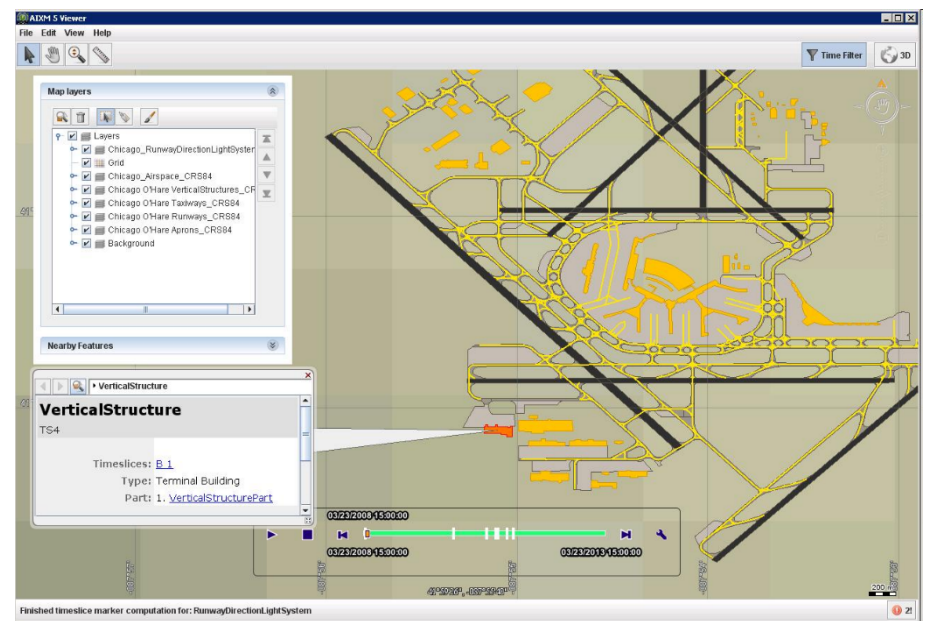 AIXM 5 Viewer
File Edit View Help
Time Filter
3D
Map layers
Layers
Chicago_RunwayDirectionLightSyster
Grid
Chicago_Airspace_CRS84
Chicago O'Hare VerticalStructures_CR
Chicago O'Hare Taxiways_CRS84
Chicago O'Hare Runways_CRS84
Chicago O'Hare Aprons_CRS84
Background
Nearby Features
VerticalStructure
VerticalStructure
TS4
Timeslices: B 1
Type: Terminal Building
Part: 1. VerticalStructurePart
03/23/2008 15:00:00
03/23/2008 15:00:00
03/23/2013 15:00:00
200 m
Finished timeslice marker computation for: RunwayDirectionLightSystem